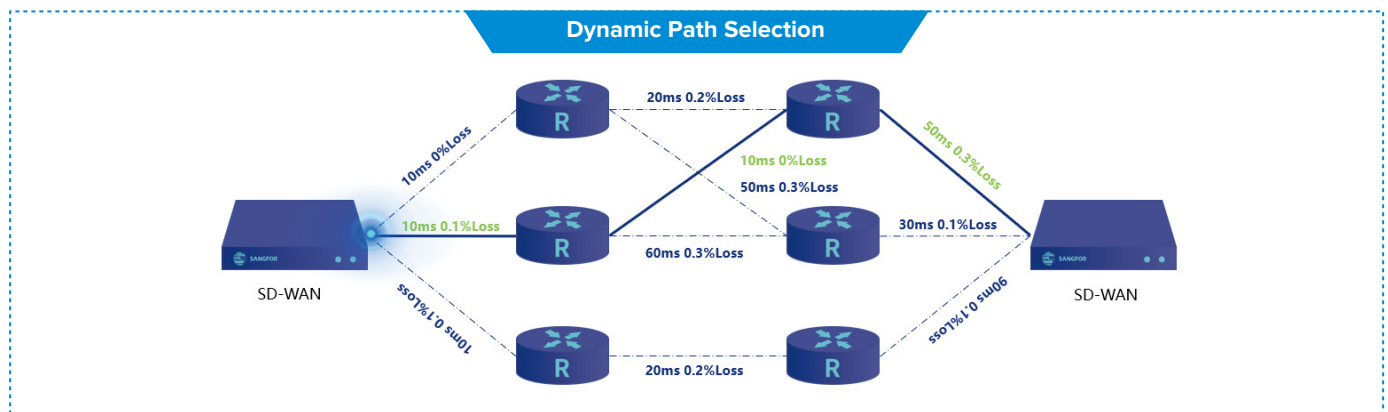 Dynamic Path Selection
20ms 0.2%Loss
R
R
10ms 0%Loss
50ms 0.3%Loss
10ms 0%Loss
50ms 0.3%Loss
10ms 0.1%Loss
R
60ms 0.3%Loss
R
30ms 0.1%Loss
SANGFOR
SANGFOR
SD-WAN
SD-WAN
10ms 0.1%Loss
90ms 0.1%Loss
R
20ms 0.2%Loss
R